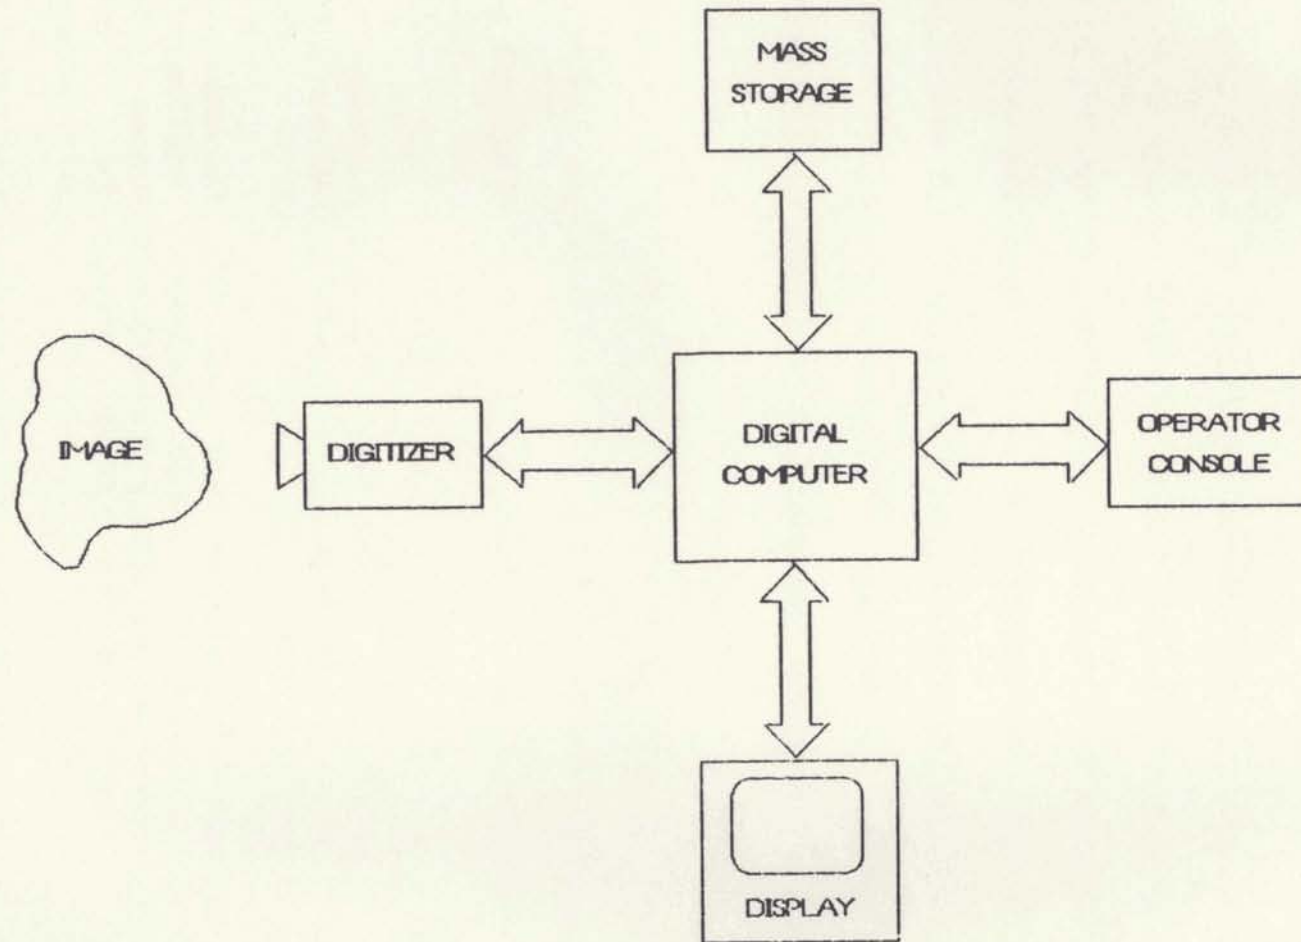 MASS
STORAGE
IMAGE
DIGITIZER
DIGITAL
COMPUTER
OPERATOR
CONSOLE
DISPLAY